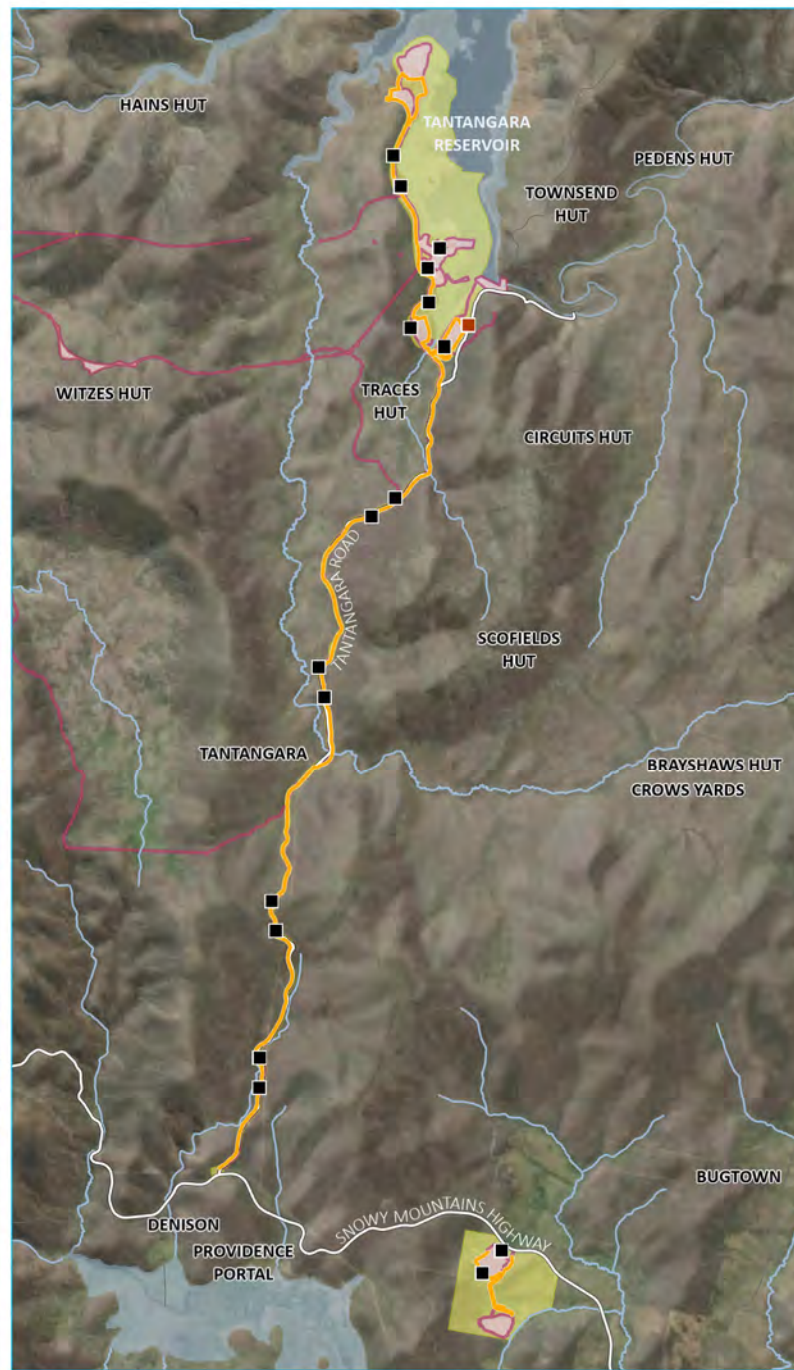 HAINS HUT
TANTANGARA
RESERVOIR
PEDENS HUT
TOWNSEND
HUT
WITZES HUT
TRACES
HUT
CIRCUITS HUT
TANTANGARA ROAD
SCOFIELDS
HUT
TANTANGARA
BRAYSHAWS HUT
CROWS YARDS
BUGTOWN
SNOWY MOUNTAINS HIGHWAY
DENISON
PROVIDENCE
PORTAL